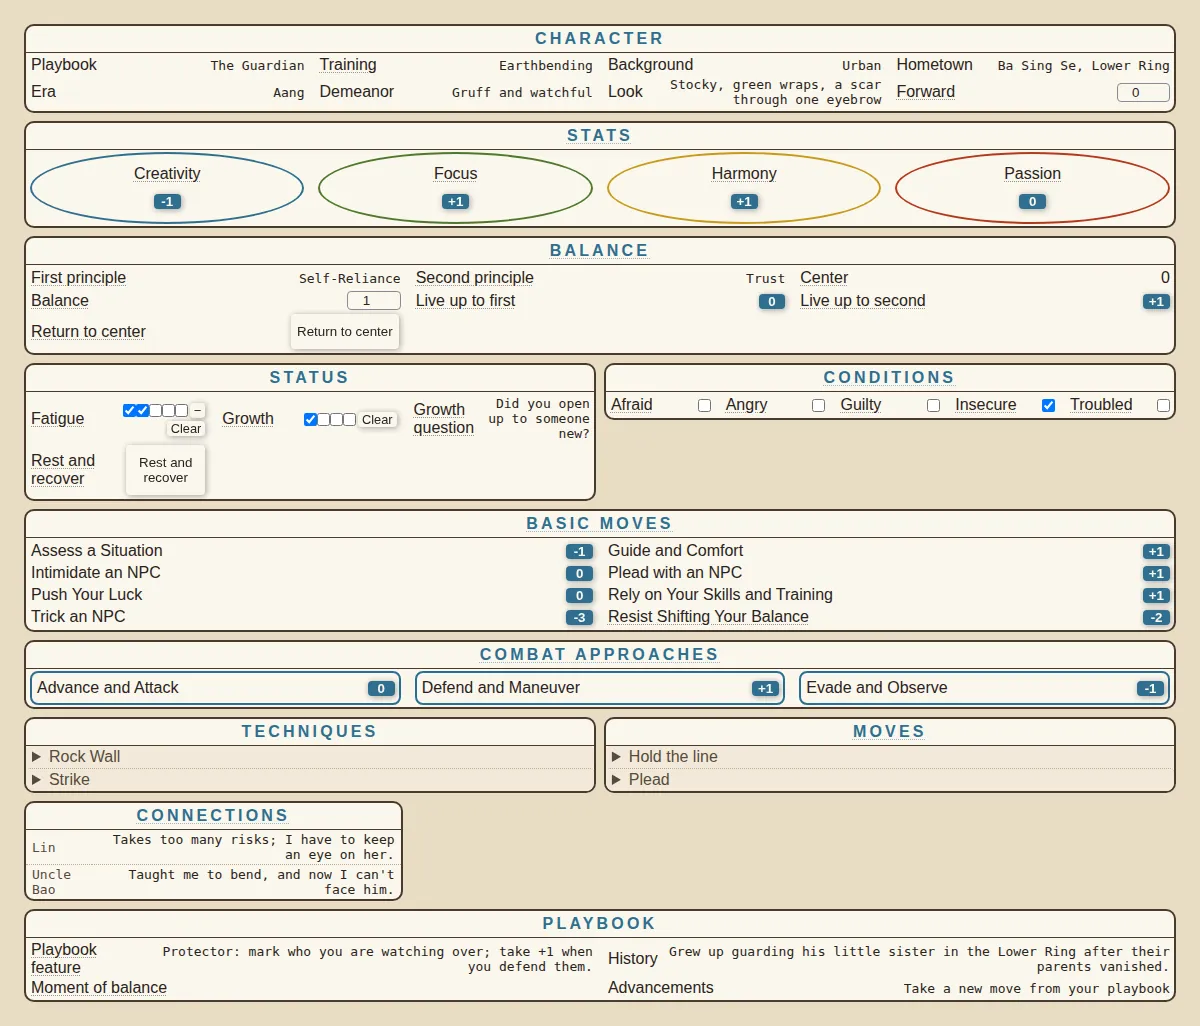 CHARACTER
Playbook The Guardian Training Earthbending Background Urban Hometown Ba Sing Se, Lower Ring
Era Aang Demeanor Gruff and watchful Look Stocky, green wraps, a scar through one eyebrow Forward 0
STATS
Creativity Focus Harmony Passion
-1 +1 +1 0
BALANCE
First principle Self-Reliance Second principle Trust Center 0
Balance 1 Live up to first 0 Live up to second +1
Return to center Return to center
STATUS
Fatigue – Clear Growth Clear Growth question Did you open up to someone new?
Rest and recover Rest and recover
CONDITIONS
Afraid Angry Guilty Insecure Troubled
BASIC MOVES
Assess a Situation -1 Guide and Comfort +1
Intimidate an NPC 0 Plead with an NPC +1
Push Your Luck 0 Rely on Your Skills and Training +1
Trick an NPC -3 Resist Shifting Your Balance -2
COMBAT APPROACHES
Advance and Attack 0 Defend and Maneuver +1 Evade and Observe -1
TECHNIQUES
Rock Wall
Strike
MOVES
Hold the line
Plead
CONNECTIONS
Lin Takes too many risks; I have to keep
an eye on her.
Uncle Bao Taught me to bend, and now I can't
face him.
PLAYBOOK
Playbook feature Protector: mark who you are watching over; take +1 when
you defend them.
History Grew up guarding his little sister in the Lower Ring after their
parents vanished.
Moment of balance Advancements Take a new move from your playbook